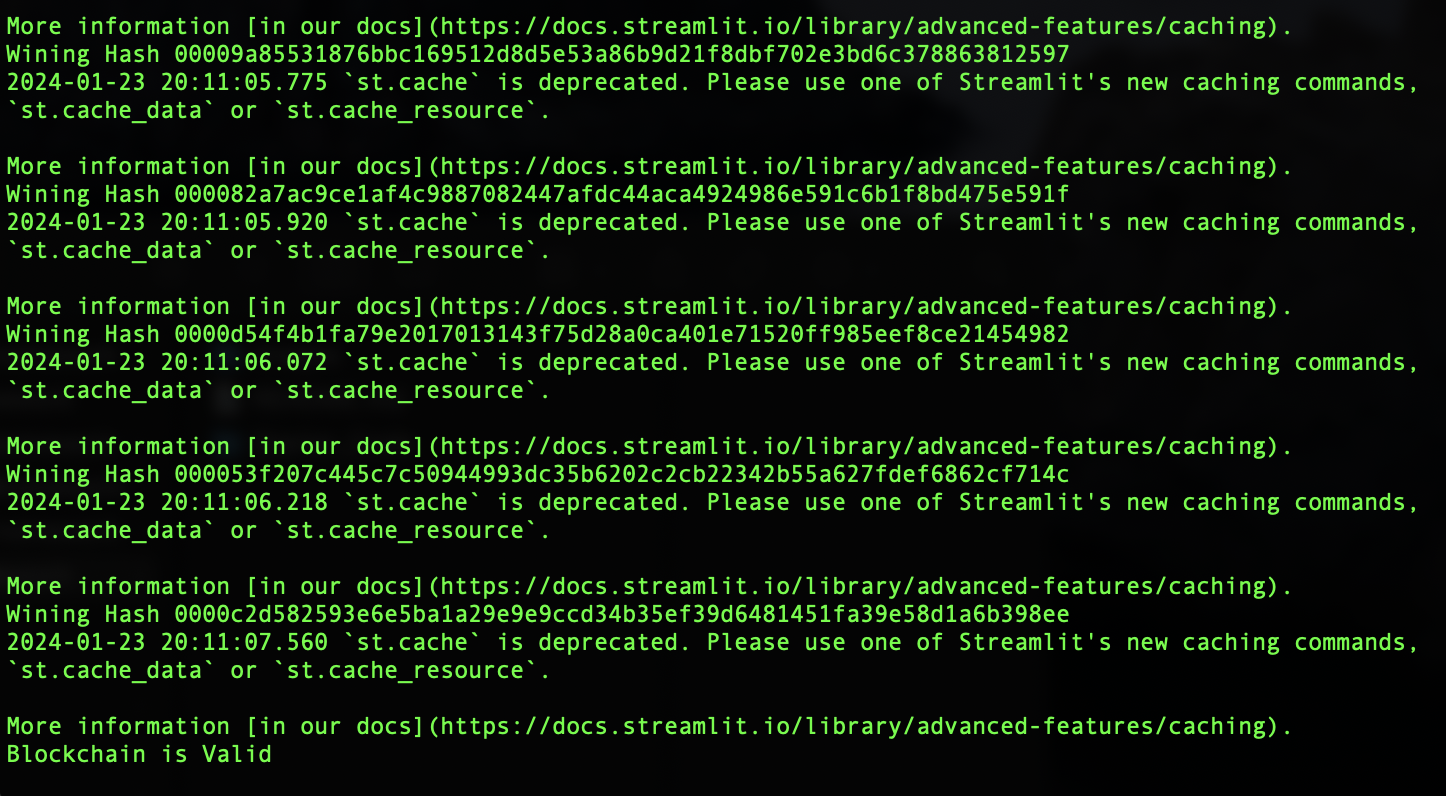 More information [in our docs](https://docs.streamlit.io/library/advanced-features/caching).
Wining Hash 00009a85531876bbc169512d8d5e53a86b9d21f8dbf702e3bd6c378863812597
2024-01-23 20:11:05.775 `st.cache` is deprecated. Please use one of Streamlit's new caching commands,
`st.cache_data` or `st.cache_resource`.
More information [in our docs](https://docs.streamlit.io/library/advanced-features/caching).
Wining Hash 000082a7ac9ce1af4c9887082447afdc44aca4924986e591c6b1f8bd475e591f
2024-01-23 20:11:05.920 `st.cache` is deprecated. Please use one of Streamlit's new caching commands,
`st.cache_data` or `st.cache_resource`.
More information [in our docs](https://docs.streamlit.io/library/advanced-features/caching).
Wining Hash 0000d54f4b1fa79e2017013143f75d28a0ca401e71520ff985eef8ce21454982
2024-01-23 20:11:06.072 `st.cache` is deprecated. Please use one of Streamlit's new caching commands,
`st.cache_data` or `st.cache_resource`.
More information [in our docs](https://docs.streamlit.io/library/advanced-features/caching).
Wining Hash 000053f207c445c7c50944993dc35b6202c2cb22342b55a627fdef6862cf714c
2024-01-23 20:11:06.218 `st.cache` is deprecated. Please use one of Streamlit's new caching commands,
`st.cache_data` or `st.cache_resource`.
More information [in our docs](https://docs.streamlit.io/library/advanced-features/caching).
Wining Hash 0000c2d582593e6e5ba1a29e9e9ccd34b35ef39d6481451fa39e58d1a6b398ee
2024-01-23 20:11:07.560 `st.cache` is deprecated. Please use one of Streamlit's new caching commands,
`st.cache_data` or `st.cache_resource`.
More information [in our docs](https://docs.streamlit.io/library/advanced-features/caching).
Blockchain is Valid